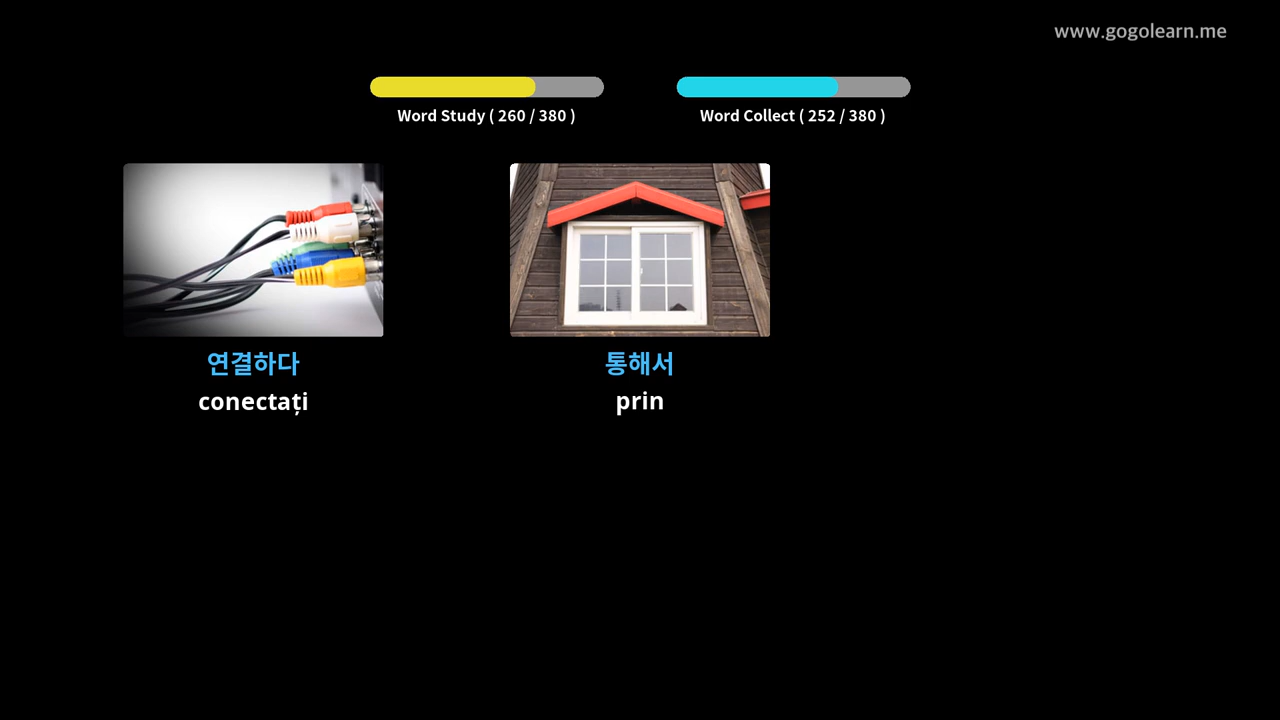 www.gogolearn.me
Word Study ( 260 / 380 )
Word Collect ( 252 / 380 )
연결하다
conectați
통해서
prin